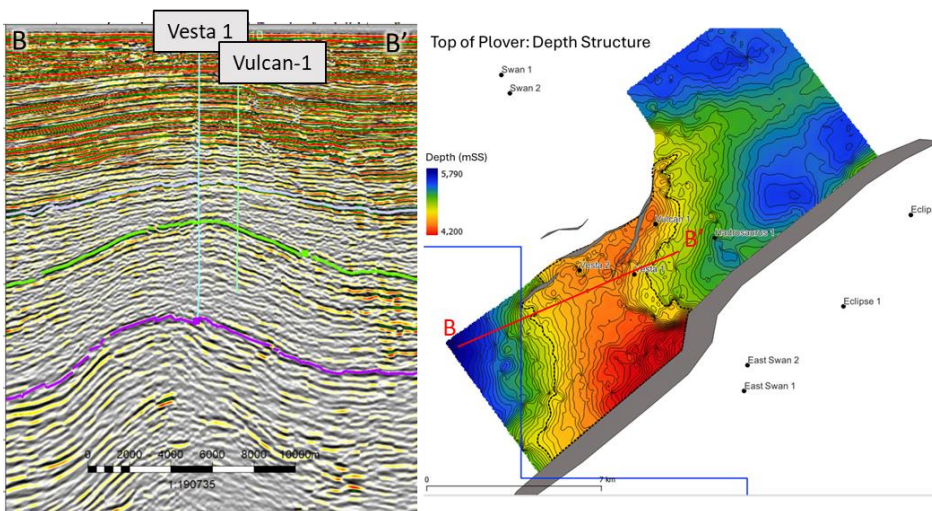 B
Vesta 1
B'
Vulcan-1
0 2000 4000 6000 8000 10000m
1:190735
Top of Plover: Depth Structure
Swan 1
Swan 2
Depth (mSS)
5,790
4,200
Vulcan 1
Eclip
Hadrosaurus 1
B'
Vesta 2
Vesta 1
B
Eclipse 1
East Swan 2
East Swan 1
0 7 km